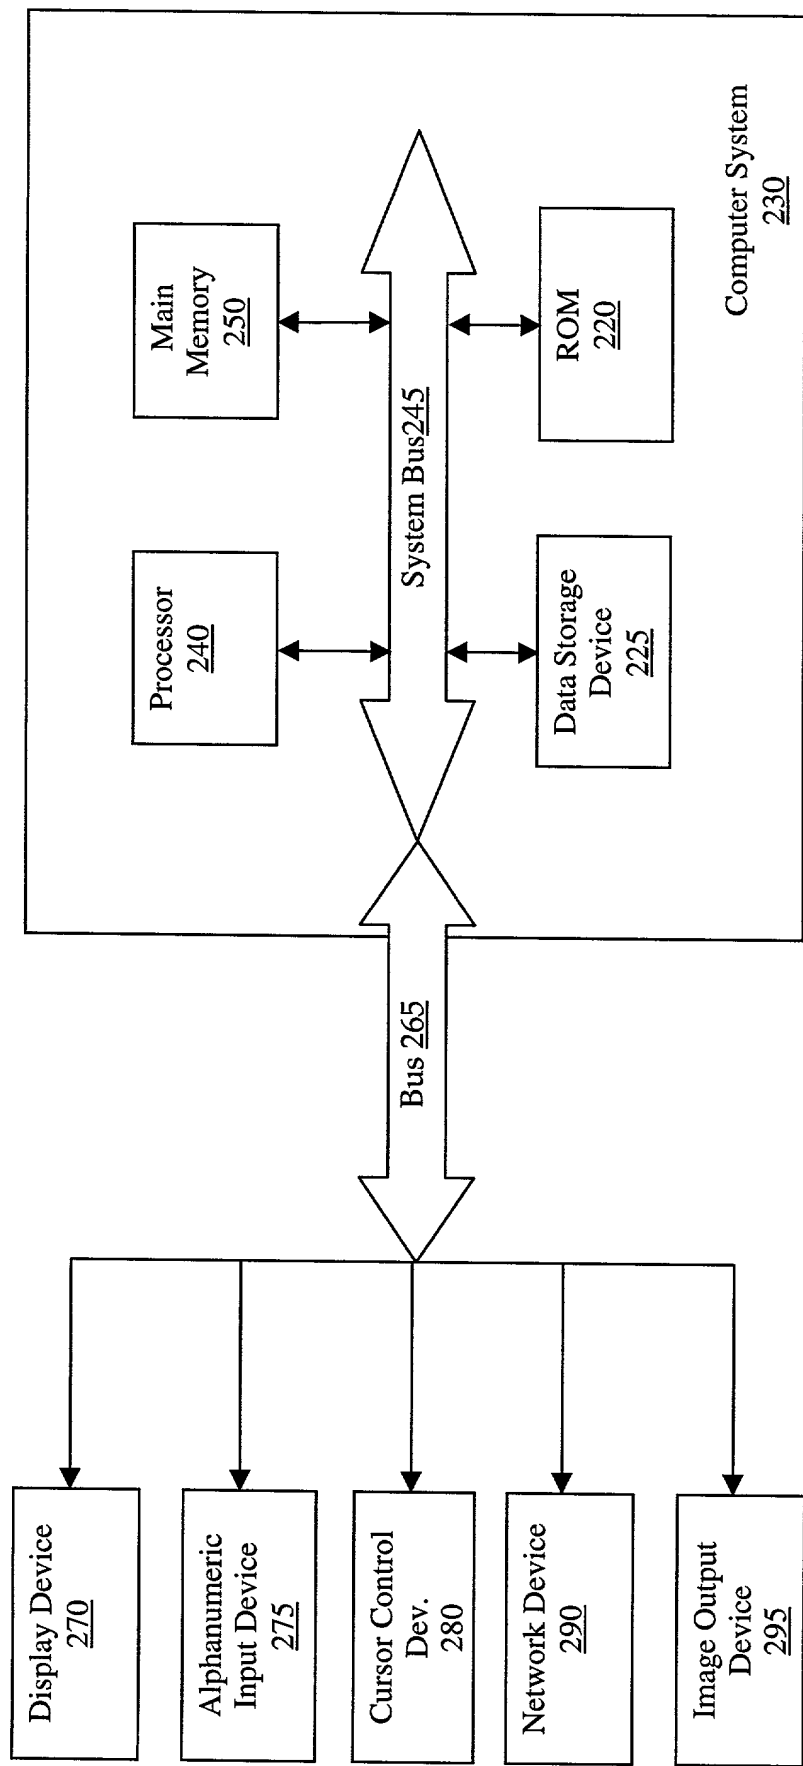 Display Device
270
Alphanumeric
Input Device
275
Cursor Control
Dev. 280
Network Device
290
Image Output
Device
295
Bus 265
Processor
240
Main
Memory
250
System Bus245
Data Storage
Device
225
ROM
220
Computer System
230